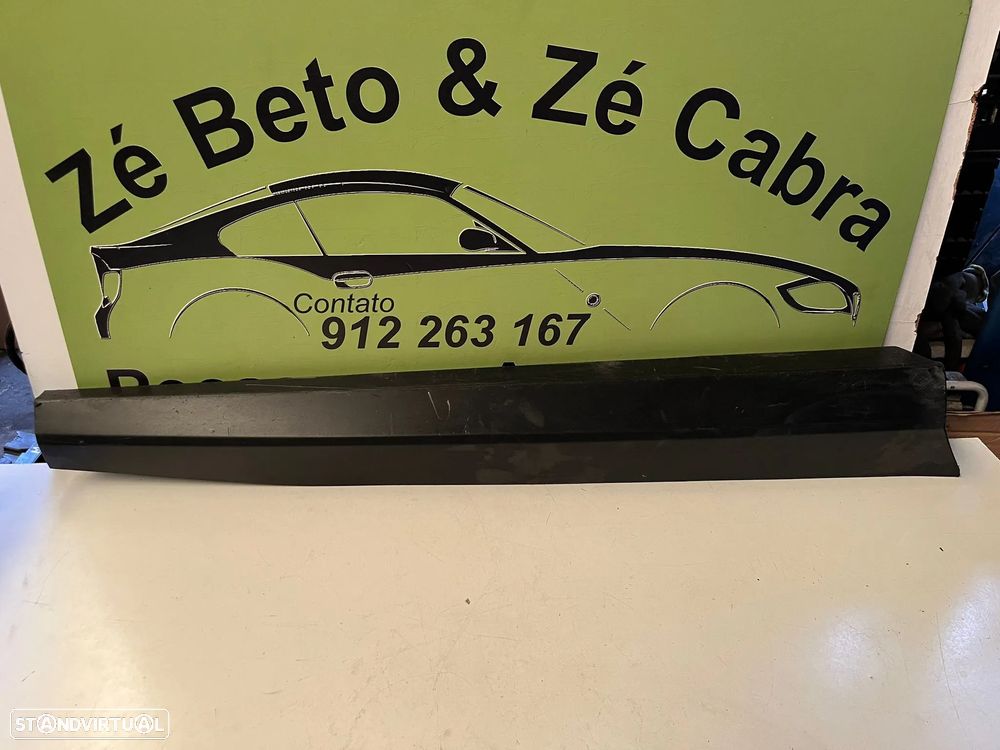 Zé Beto & Zé Cabra
Contato
912 263 167
STANDVIRTUAL